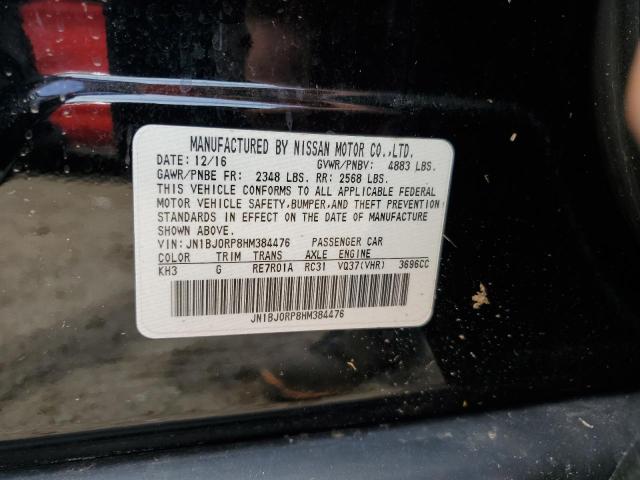 MANUFACTURED BY NISSAN MOTOR CO.,LTD.
DATE: 12/16 GVWR/PNBV: 4883 LBS.
GAWR/PNBE FR: 2348 LBS. RR: 2568 LBS.
THIS VEHICLE CONFORMS TO ALL APPLICABLE FEDERAL
MOTOR VEHICLE SAFETY,BUMPER,AND THEFT PREVENTION
STANDARDS IN EFFECT ON THE DATE OF MANUFACTURE
SHOWN ABOVE.
VIN: JN1BJ0RP8HM384476 PASSENGER CAR
COLOR TRIM TRANS AXLE ENGINE
KH3 G RE7R01A RC31 VQ37(VHR) 3696CC
JN1BJ0RP8HM384476